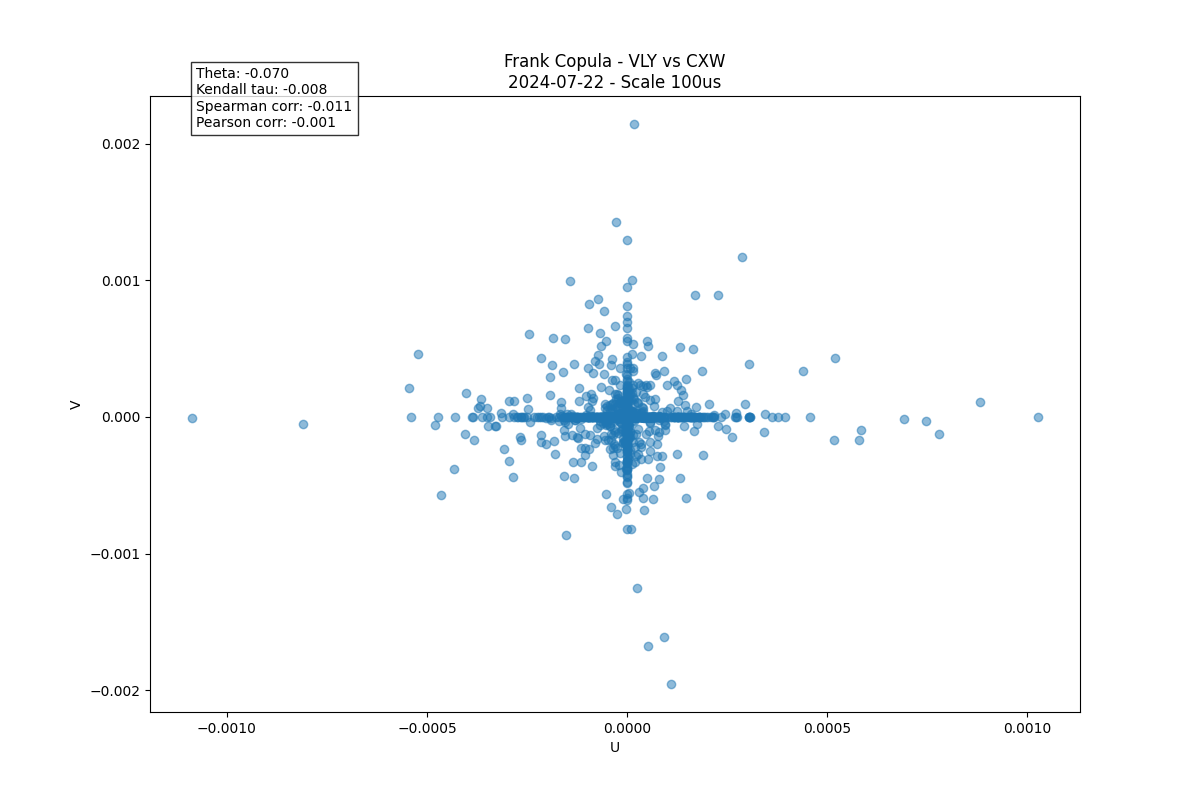 Frank Copula - VLY vs CXW
2024-07-22 - Scale 100us
Theta: -0.070
Kendall tau: -0.008
Spearman corr: -0.011
Pearson corr: -0.001
V
0.002
0.001
0.000
−0.001
−0.002
−0.0010
−0.0005
0.0000
0.0005
0.0010
U